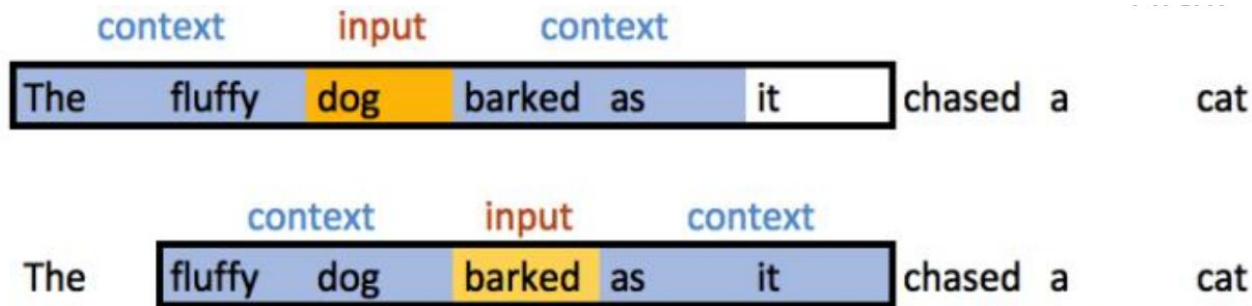 context input context
The fluffy dog barked as it chased a cat
context input context
The fluffy dog barked as it chased a cat